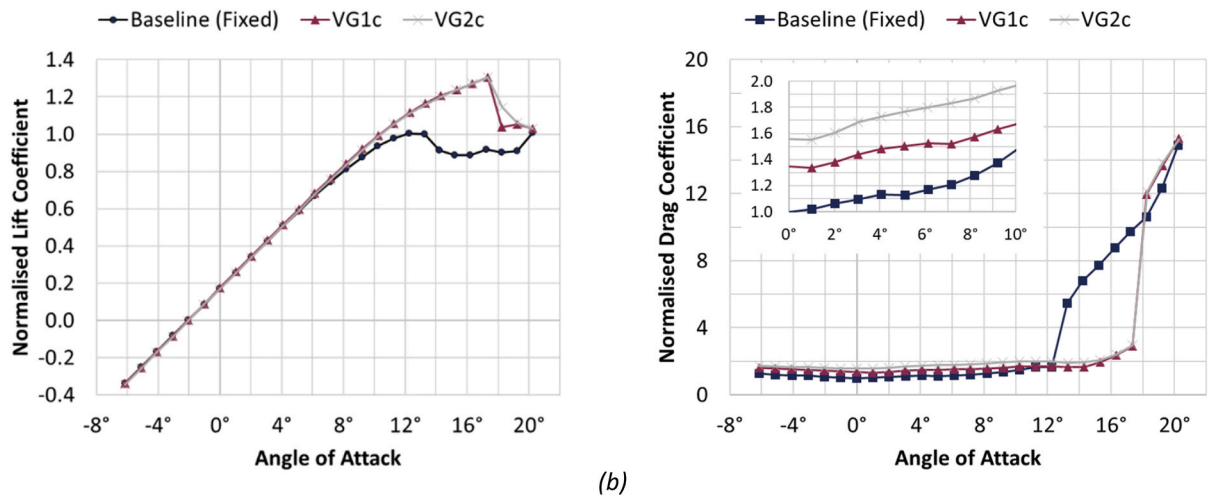 Baseline (Fixed) VG1c VG2c
1.4
1.2
1.0
0.8
0.6
0.4
0.2
0.0
-0.2
-0.4
Normalised Lift Coefficient
-8° -4° 0° 4° 8° 12° 16° 20°
Angle of Attack
Baseline (Fixed) VG1c VG2c
20
16
12
8
4
0
Normalised Drag Coefficient
2.0
1.8
1.6
1.4
1.2
1.0
0° 2° 4° 6° 8° 10°
-8° -4° 0° 4° 8° 12° 16° 20°
Angle of Attack
(b)